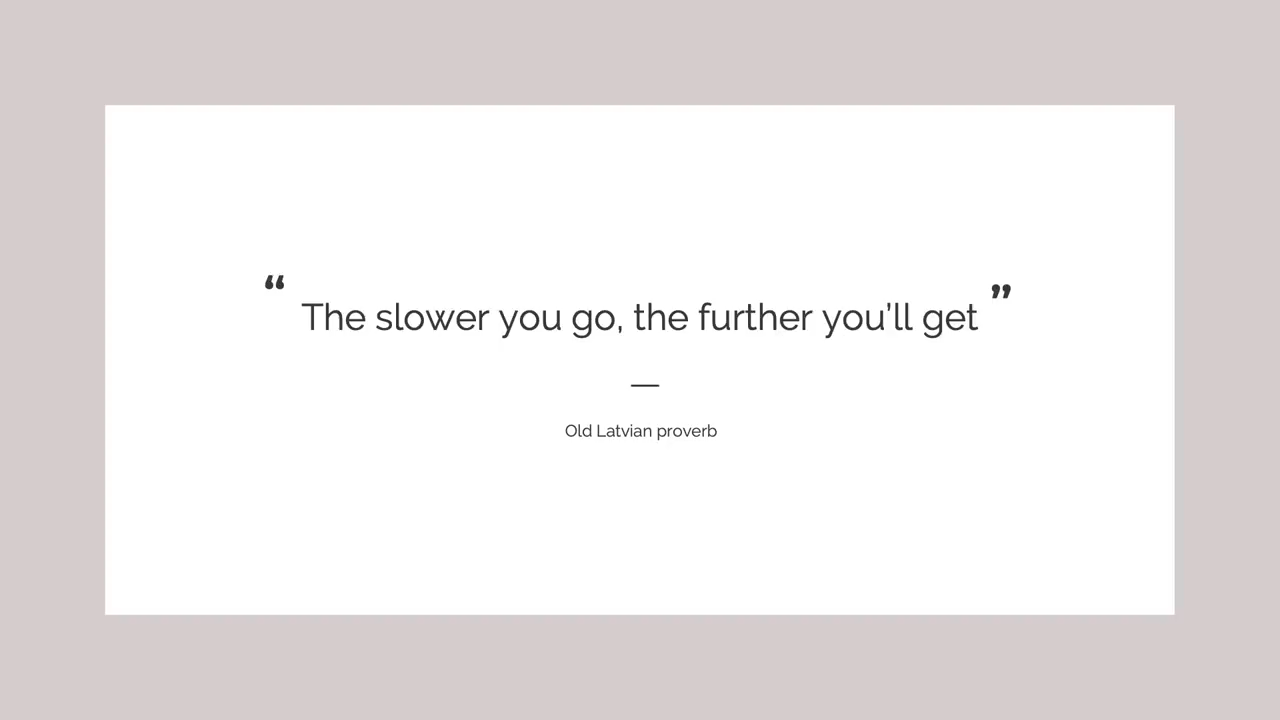 “ The slower you go, the further you’ll get ”
—
Old Latvian proverb